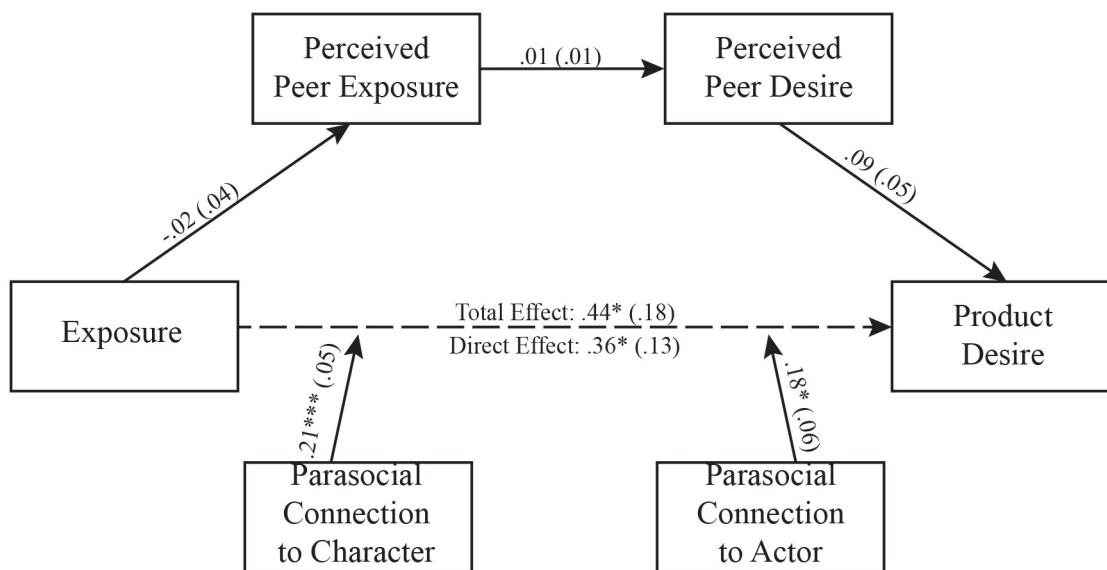 Perceived
Peer Exposure
.01 (.01)
Perceived
Peer Desire
-.02 (.04)
.09 (.05)
Exposure
Total Effect: .44* (.18)
Direct Effect: .36* (.13)
Product
Desire
.21*** (.05)
.18* (.06)
Parasocial
Connection
to Character
Parasocial
Connection
to Actor